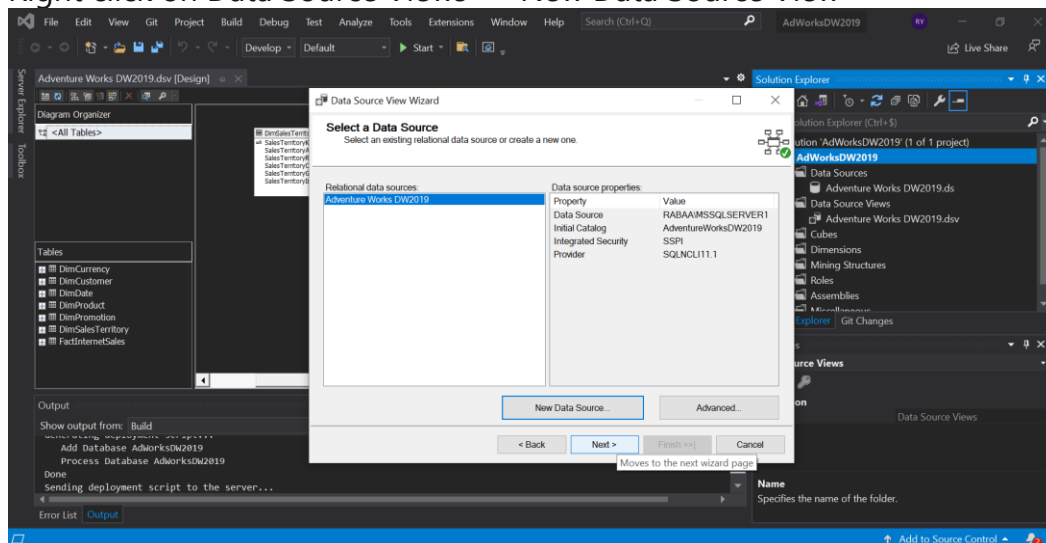 Right click on Data Source Views
New Data Source View
File Edit View Git Project Build Debug Test Analyze Tools Extensions Window Help Search (Ctrl+Q) AdWorksDW2019 RY
Develop Default Start Live Share
Server Explorer
Toolbox
Adventure Works DW2019.dsv [Design]
Diagram Organizer
<All Tables>
Tables
DimCurrency
DimCustomer
DimDate
DimProduct
DimPromotion
DimSalesTerritory
FactInternetSales
Data Source View Wizard
Select a Data Source
Select an existing relational data source or create a new one.
Relational data sources:
Adventure Works DW2019
Data source properties:
Property Value
Data Source RABAA\MSSQLSERVER1
Initial Catalog AdventureWorksDW2019
Integrated Security SSPI
Provider SQLNCLI11.1
New Data Source... Advanced...
< Back Next > Finish >>| Cancel
Moves to the next wizard page
Solution Explorer
olution Explorer (Ctrl+$)
ution 'AdWorksDW2019' (1 of 1 project)
AdWorksDW2019
Data Sources
Adventure Works DW2019.ds
Data Source Views
Adventure Works DW2019.dsv
Cubes
Dimensions
Mining Structures
Roles
Assemblies
Miscellaneous
Explorer Git Changes
urce Views
on
Data Source Views
Name
Specifies the name of the folder.
Output
Show output from: Build
Generating deployment script...
Add Database AdWorksDW2019
Process Database AdWorksDW2019
Done
Sending deployment script to the server...
Error List Output
Add to Source Control 2